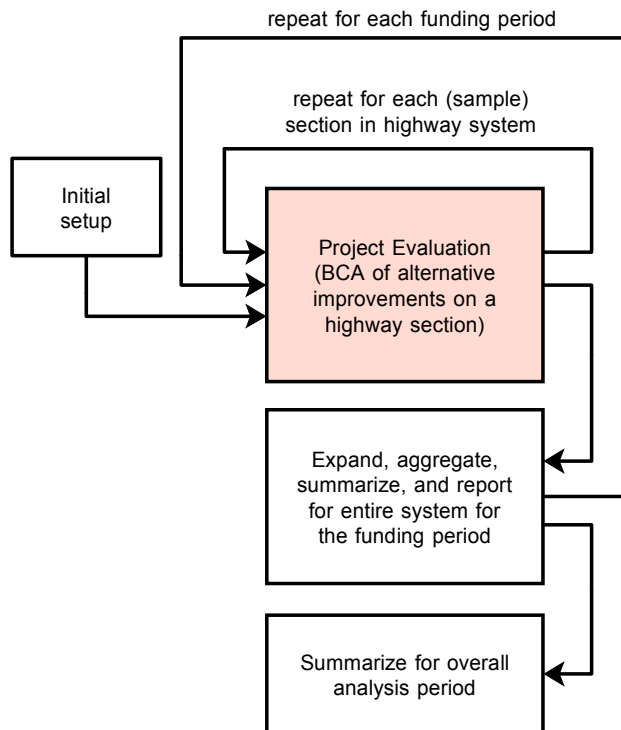 repeat for each funding period
repeat for each (sample)
section in highway system
Initial
setup
Project Evaluation
(BCA of alternative
improvements on a
highway section)
Expand, aggregate,
summarize, and report
for entire system for
the funding period
Summarize for overall
analysis period